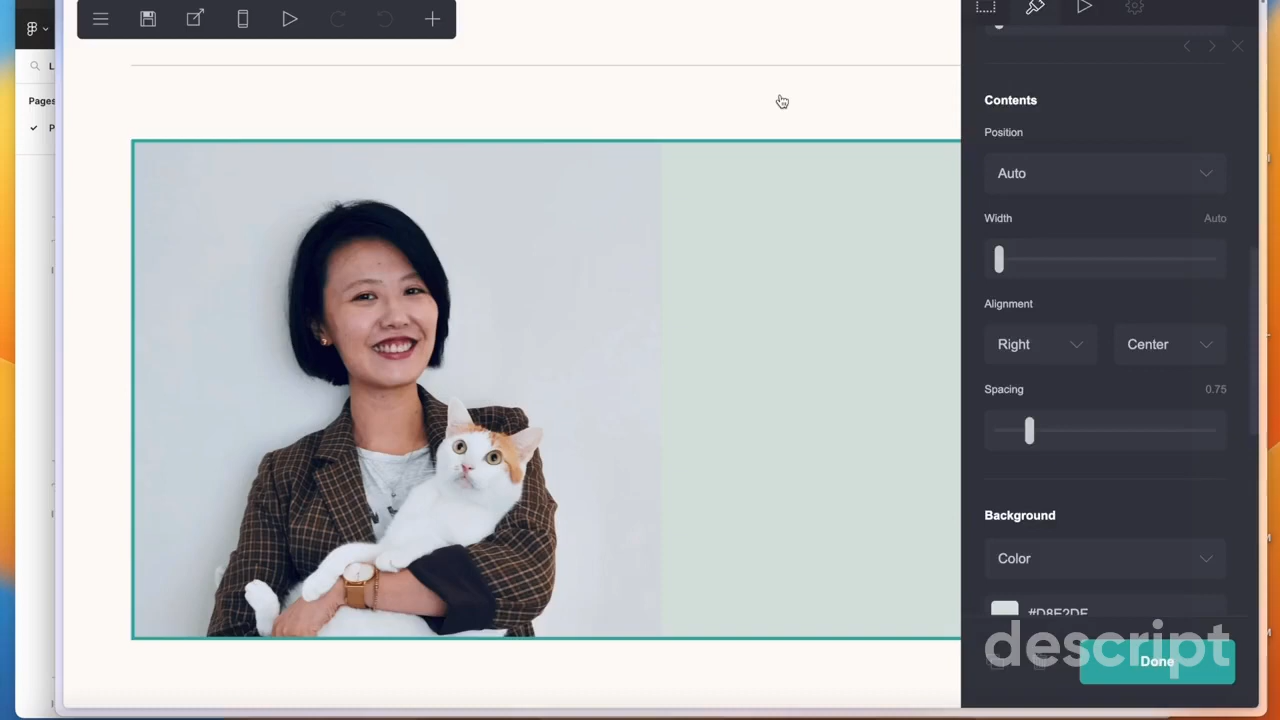 L
Pages
P
Contents
Position
Auto
Width Auto
Alignment
Right Center
Spacing 0.75
Background
Color
#D8E2DE
descript
Done